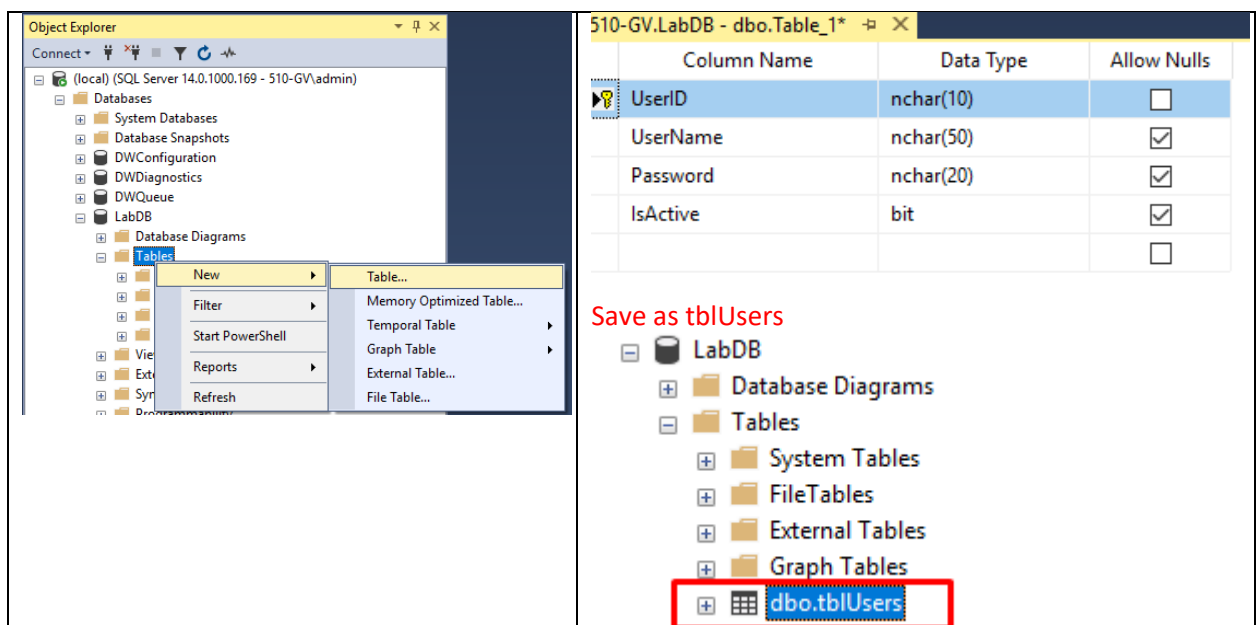 Object Explorer
Connect
(local) (SQL Server 14.0.1000.169 - 510-GV\admin)
Databases
System Databases
Database Snapshots
DWConfiguration
DWDiagnostics
DWQueue
LabDB
Database Diagrams
Tables
New
Filter
Start PowerShell
Reports
Refresh
Table...
Memory Optimized Table...
Temporal Table
Graph Table
External Table...
File Table...
Vie
Ext
Syn
Programmability
510-GV.LabDB - dbo.Table_1*
Column Name Data Type Allow Nulls
UserID nchar(10)
UserName nchar(50)
Password nchar(20)
IsActive bit
Save as tblUsers
LabDB
Database Diagrams
Tables
System Tables
FileTables
External Tables
Graph Tables
dbo.tblUsers